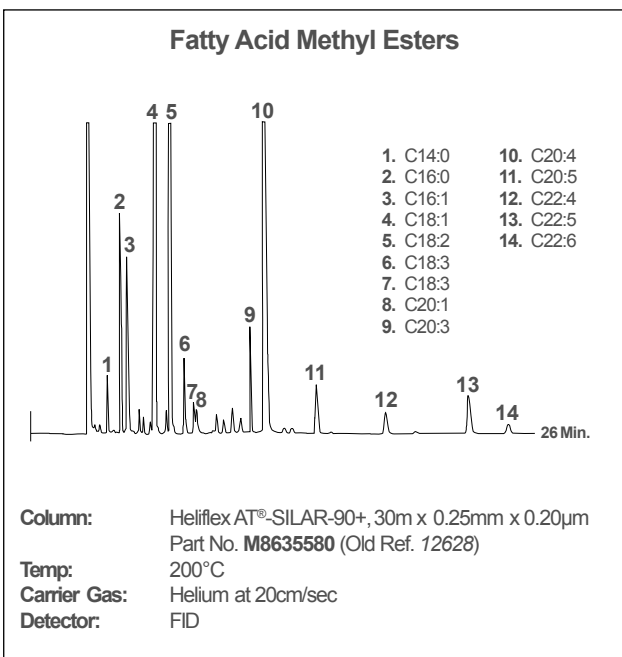 Fatty Acid Methyl Esters
4 5 10
2
3
9
1
6
7
8
11
12
13
14
26 Min.
1. C14:0
2. C16:0
3. C16:1
4. C18:1
5. C18:2
6. C18:3
7. C18:3
8. C20:1
9. C20:3
10. C20:4
11. C20:5
12. C22:4
13. C22:5
14. C22:6
Column: Heliflex AT®-SILAR-90+, 30m x 0.25mm x 0.20µm
Part No. M8635580 (Old Ref. 12628)
Temp: 200°C
Carrier Gas: Helium at 20cm/sec
Detector: FID